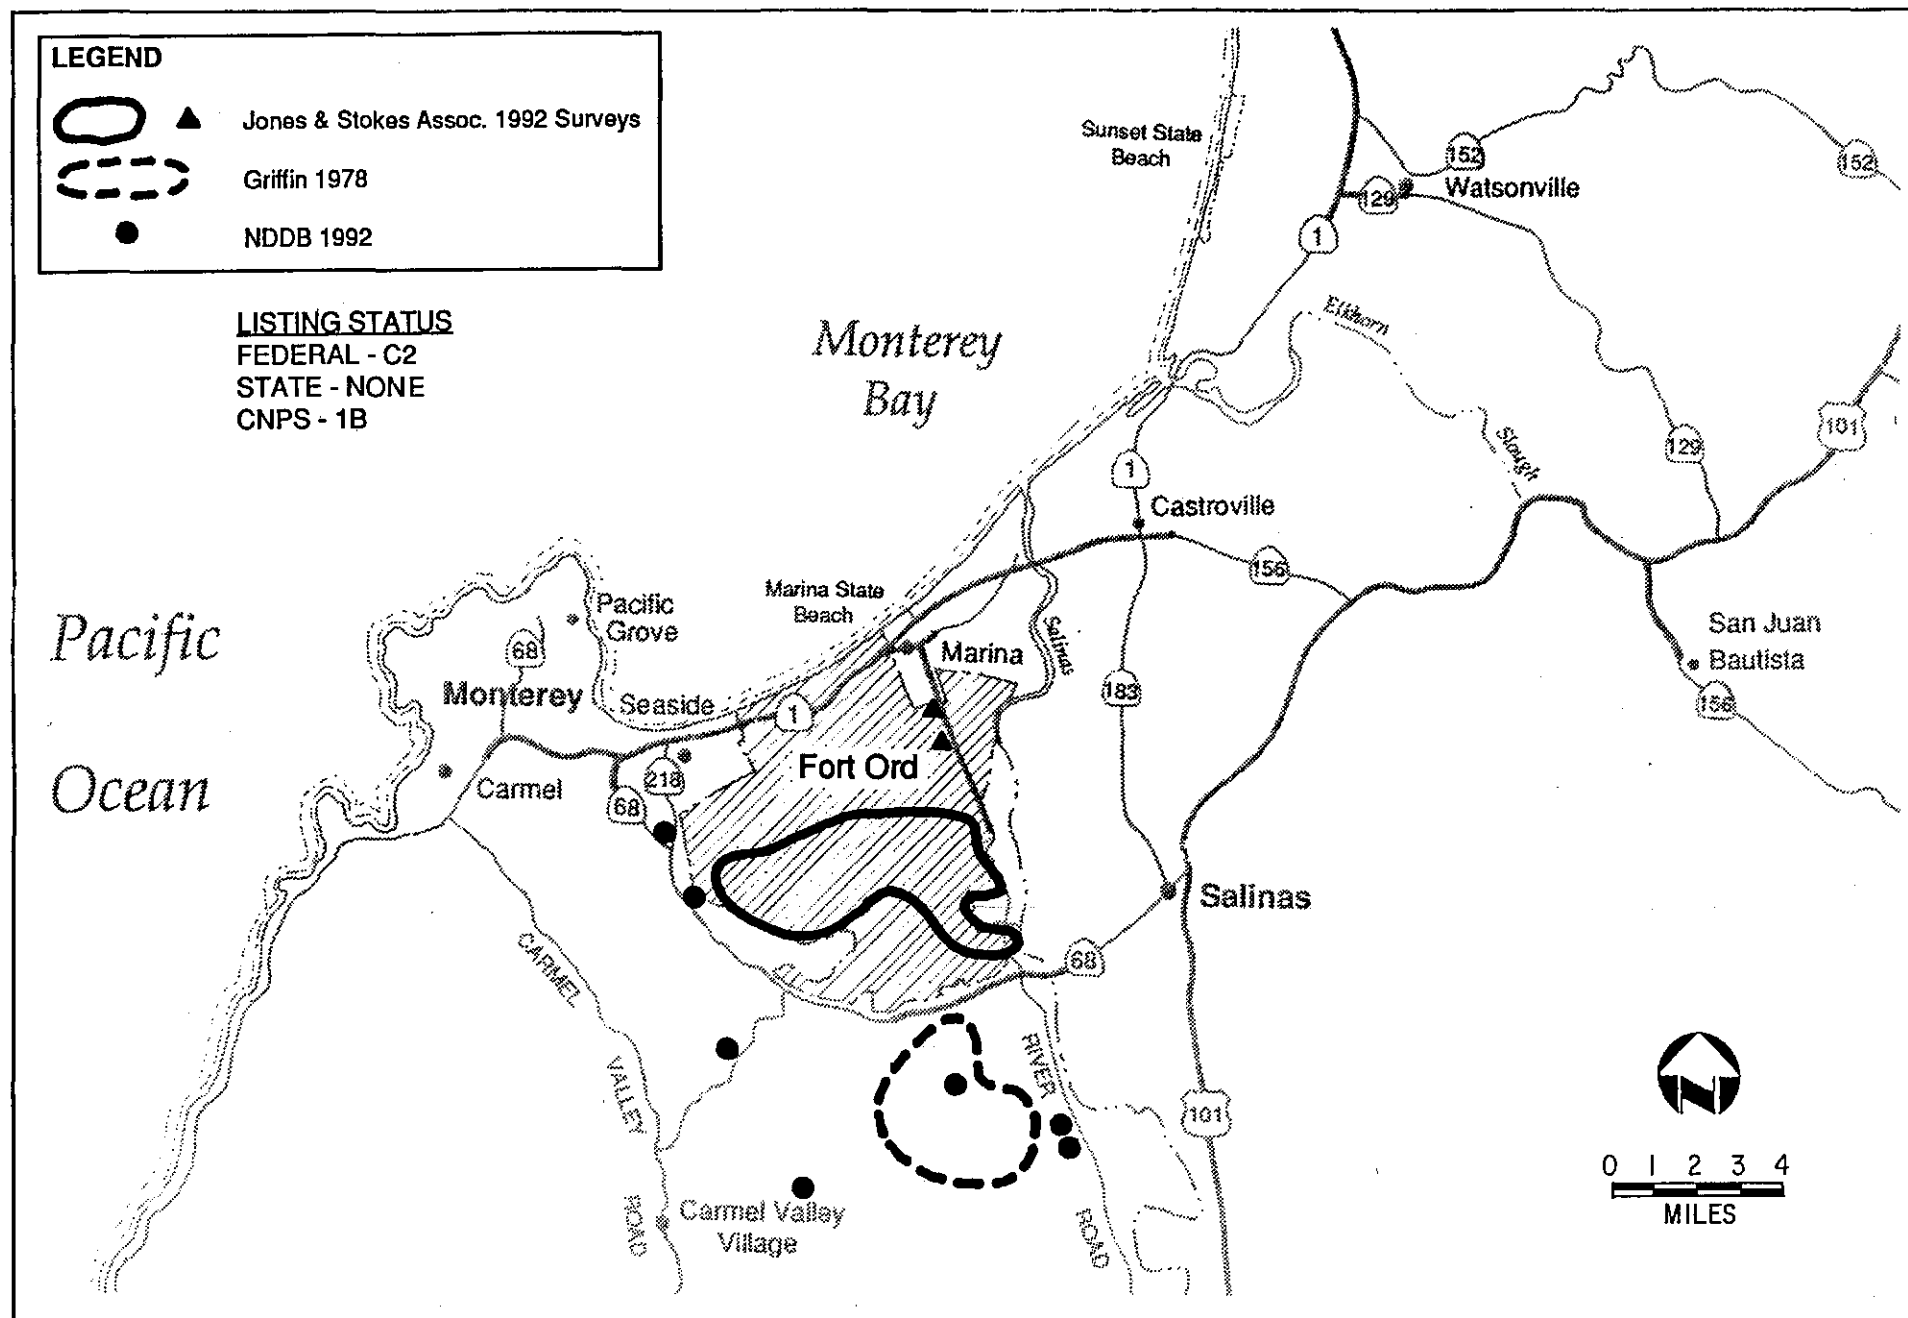 LEGEND
Jones & Stokes Assoc. 1992 Surveys
Griffin 1978
NDDB 1992
LISTING STATUS
FEDERAL - C2
STATE - NONE
CNPS - 1B
Monterey
Bay
Pacific
Ocean
Sunset State
Beach
152
152
129
Watsonville
1
Elkhorn
Slough
101
129
1
Castroville
156
Marina State
Beach
Salinas
Pacific
Grove
68
Monterey
Seaside
Marina
183
San Juan
Bautista
156
1
Fort Ord
218
68
Carmel
Salinas
68
CARMEL
VALLEY
ROAD
RIVER
ROAD
101
Carmel Valley
Village
N
0 1 2 3 4
MILES